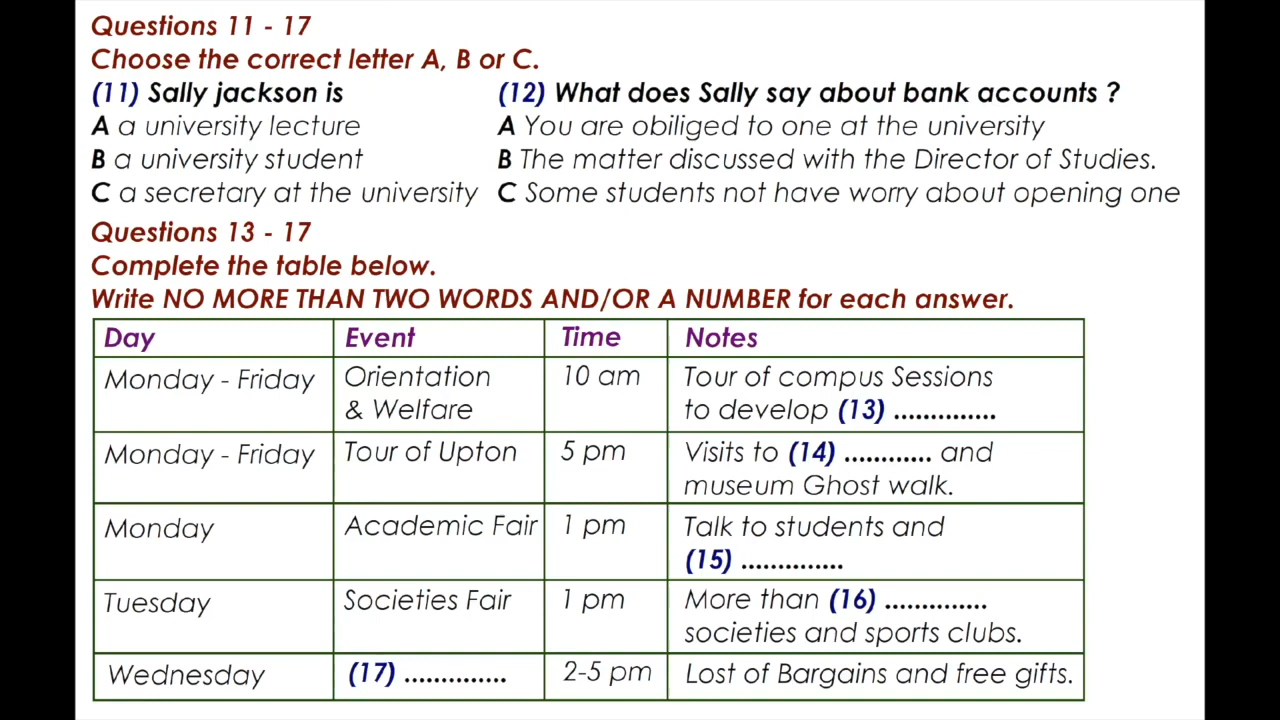 Questions 11 - 17
Choose the correct letter A, B or C.
(11) Sally jackson is
A a university lecture
B a university student
C a secretary at the university
(12) What does Sally say about bank accounts ?
A You are obiliged to one at the university
B The matter discussed with the Director of Studies.
C Some students not have worry about opening one
Questions 13 - 17
Complete the table below.
Write NO MORE THAN TWO WORDS AND/OR A NUMBER for each answer.
Day Event Time Notes
Monday - Friday Orientation & Welfare 10 am Tour of compus Sessions
to develop (13) ..............
Monday - Friday Tour of Upton 5 pm Visits to (14) ............ and
museum Ghost walk.
Monday Academic Fair 1 pm Talk to students and
(15) ..............
Tuesday Societies Fair 1 pm More than (16) ..............
societies and sports clubs.
Wednesday (17) .............. 2-5 pm Lost of Bargains and free gifts.